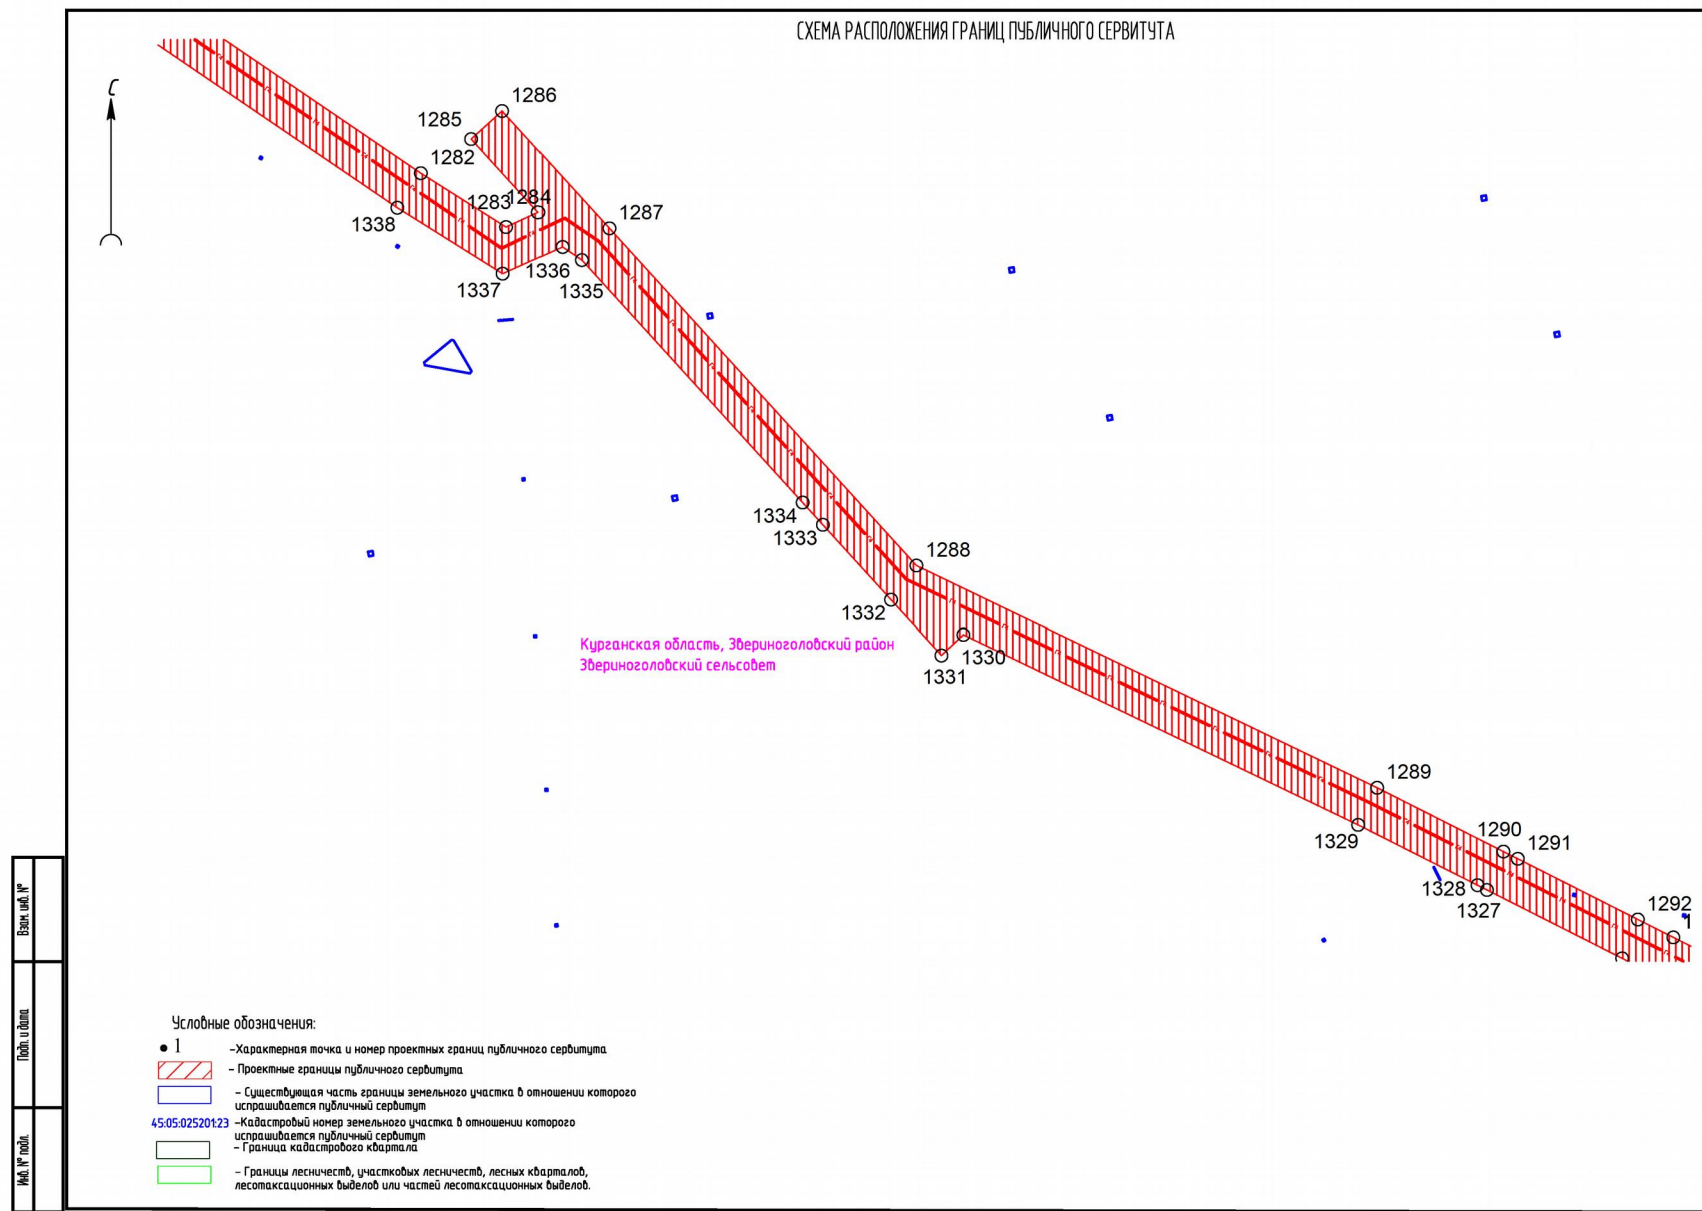 СХЕМА РАСПОЛОЖЕНИЯ ГРАНИЦ ПУБЛИЧНОГО СЕРВИТУТА
С
1286
1285
1282
1283
1284
1338
1287
1336
1337
1335
1334
1333
1288
1332
Курганская область, Звериноголовский район
Звериноголовский сельсовет
1330
1331
1289
1329
1290
1291
1328
1327
1292
1
Взам. инв. №
Подп. и дата
Инв. № подл.
Условные обозначения:
1 -Характерная точка и номер проектных границ публичного сервитута
- Проектные границы публичного сервитута
- Существующая часть границы земельного участка в отношении которого
испрашивается публичный сервитут
45:05:025201:23 -Кадастровый номер земельного участка в отношении которого
испрашивается публичный сервитут
- Граница кадастрового квартала
- Границы лесничеств, участковых лесничеств, лесных кварталов,
лесотаксационных выделов или частей лесотаксационных выделов.